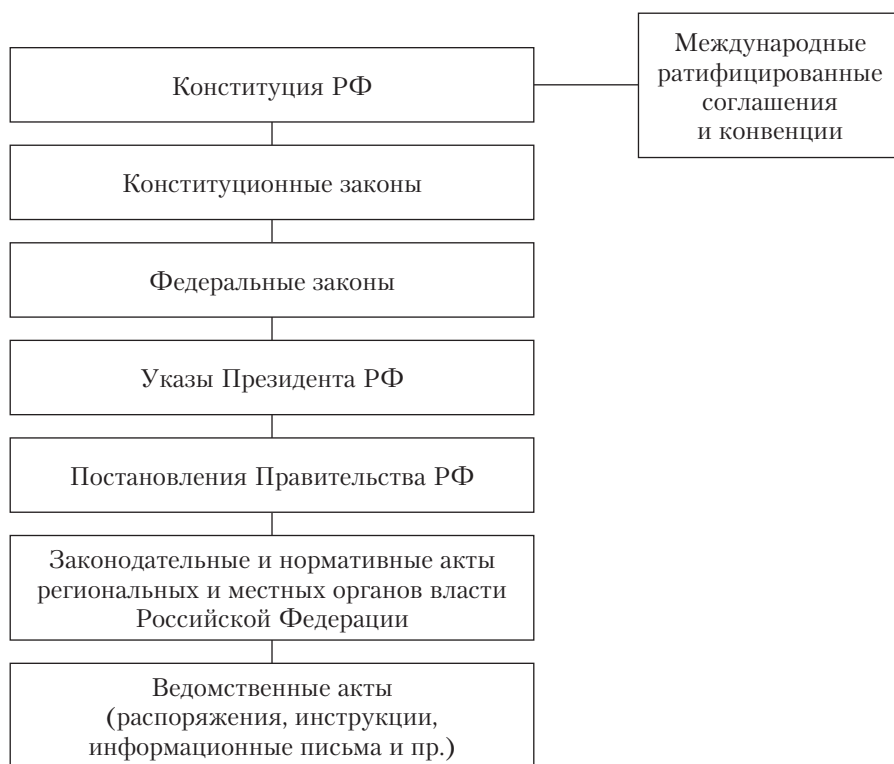 Конституция РФ
Международные
ратифицированные
соглашения
и конвенции
Конституционные законы
Федеральные законы
Указы Президента РФ
Постановления Правительства РФ
Законодательные и нормативные акты
региональных и местных органов власти
Российской Федерации
Ведомственные акты
(распоряжения, инструкции,
информационные письма и пр.)